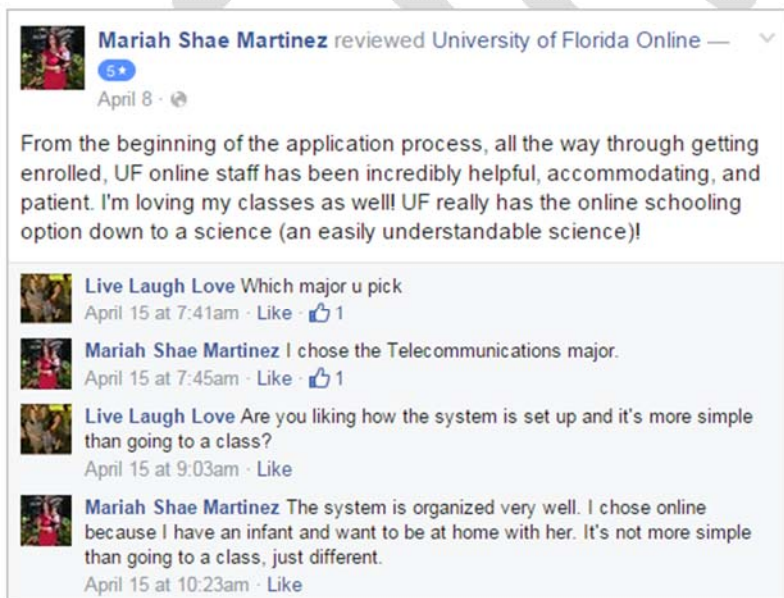 Mariah Shae Martinez reviewed University of Florida Online —
5★
April 8 ·
From the beginning of the application process, all the way through getting
enrolled, UF online staff has been incredibly helpful, accommodating, and
patient. I'm loving my classes as well! UF really has the online schooling
option down to a science (an easily understandable science)!
Live Laugh Love Which major u pick
April 15 at 7:41am · Like · 1
Mariah Shae Martinez I chose the Telecommunications major.
April 15 at 7:45am · Like · 1
Live Laugh Love Are you liking how the system is set up and it's more simple
than going to a class?
April 15 at 9:03am · Like
Mariah Shae Martinez The system is organized very well. I chose online
because I have an infant and want to be at home with her. It's not more simple
than going to a class, just different.
April 15 at 10:23am · Like